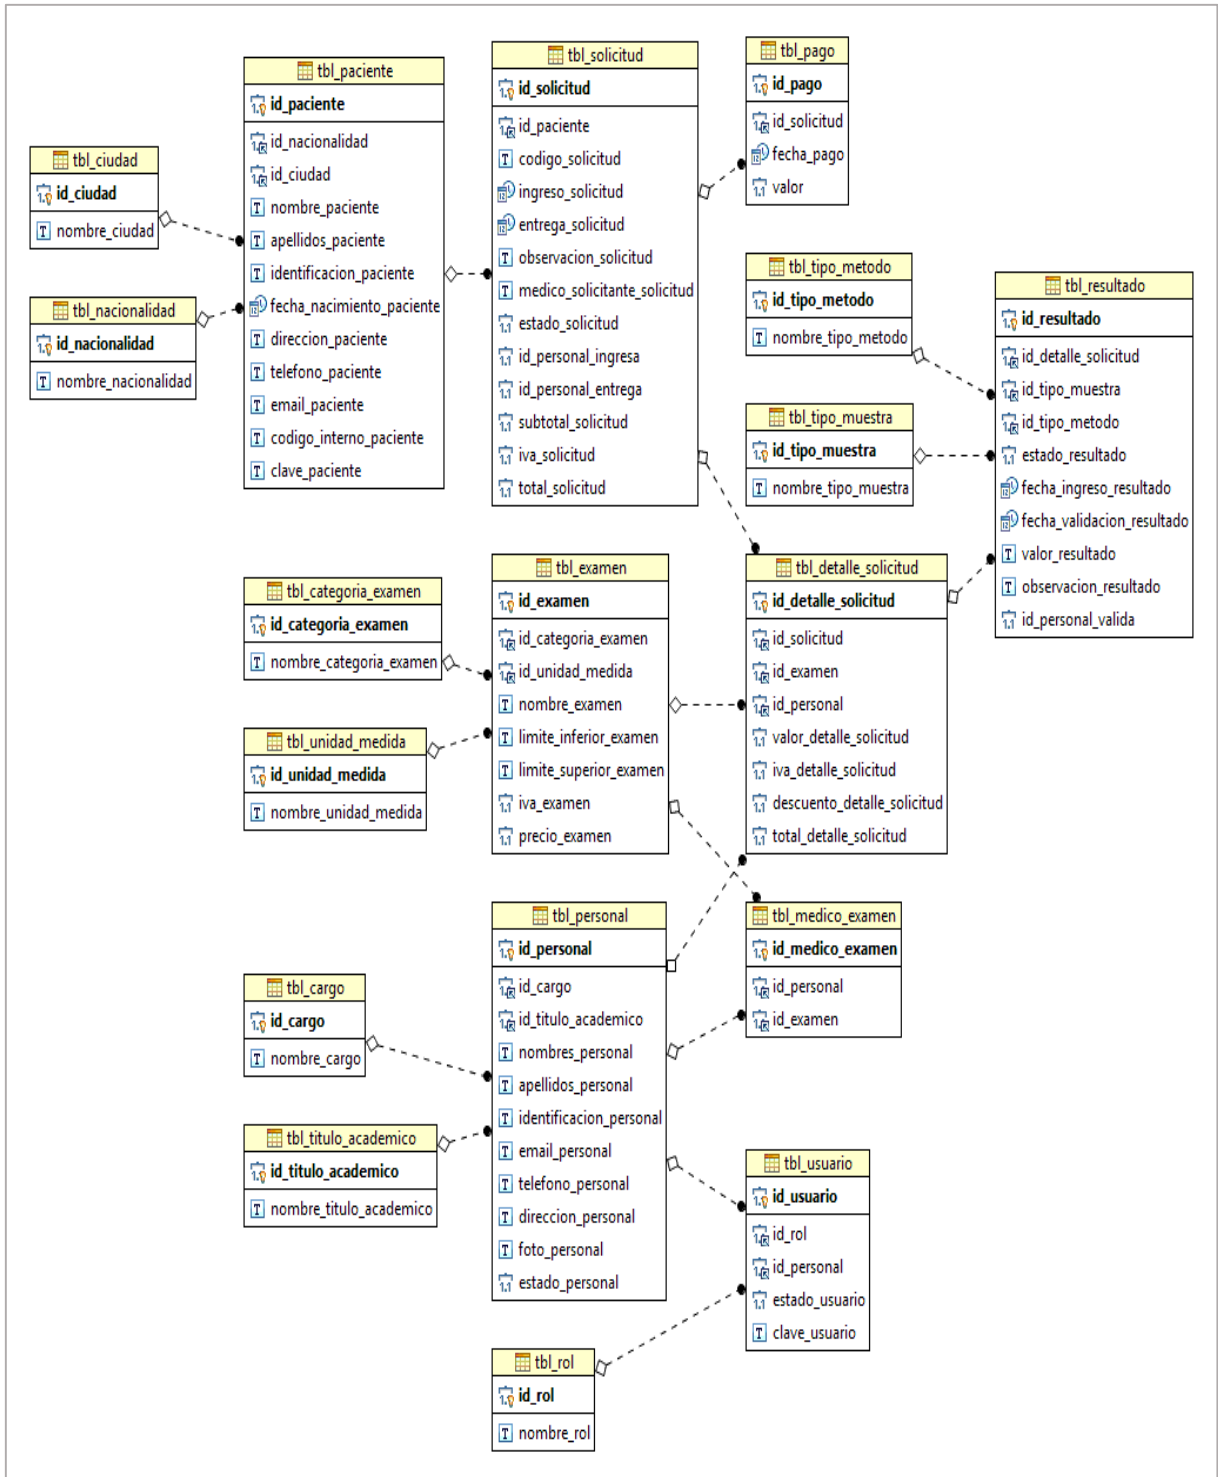 tbl_ciudad
id_ciudad
nombre_ciudad
tbl_nacionalidad
id_nacionalidad
nombre_nacionalidad
tbl_paciente
id_paciente
id_nacionalidad
id_ciudad
nombre_paciente
apellidos_paciente
identificacion_paciente
fecha_nacimiento_paciente
direccion_paciente
telefono_paciente
email_paciente
codigo_interno_paciente
clave_paciente
tbl_solicitud
id_solicitud
id_paciente
codigo_solicitud
ingreso_solicitud
entrega_solicitud
observacion_solicitud
medico_solicitante_solicitud
estado_solicitud
id_personal_ingresa
id_personal_entrega
subtotal_solicitud
iva_solicitud
total_solicitud
tbl_pago
id_pago
id_solicitud
fecha_pago
valor
tbl_tipo_metodo
id_tipo_metodo
nombre_tipo_metodo
tbl_tipo_muestra
id_tipo_muestra
nombre_tipo_muestra
tbl_resultado
id_resultado
id_detalle_solicitud
id_tipo_muestra
id_tipo_metodo
estado_resultado
fecha_ingreso_resultado
fecha_validacion_resultado
valor_resultado
observacion_resultado
id_personal_valida
tbl_categoria_examen
id_categoria_examen
nombre_categoria_examen
tbl_unidad_medida
id_unidad_medida
nombre_unidad_medida
tbl_examen
id_examen
id_categoria_examen
id_unidad_medida
nombre_examen
limite_inferior_examen
limite_superior_examen
iva_examen
precio_examen
tbl_detalle_solicitud
id_detalle_solicitud
id_solicitud
id_examen
id_personal
valor_detalle_solicitud
iva_detalle_solicitud
descuento_detalle_solicitud
total_detalle_solicitud
tbl_cargo
id_cargo
nombre_cargo
tbl_titulo_academico
id_titulo_academico
nombre_titulo_academico
tbl_personal
id_personal
id_cargo
id_titulo_academico
nombres_personal
apellidos_personal
identificacion_personal
email_personal
telefono_personal
direccion_personal
foto_personal
estado_personal
tbl_medico_examen
id_medico_examen
id_personal
id_examen
tbl_usuario
id_usuario
id_rol
id_personal
estado_usuario
clave_usuario
tbl_rol
id_rol
nombre_rol